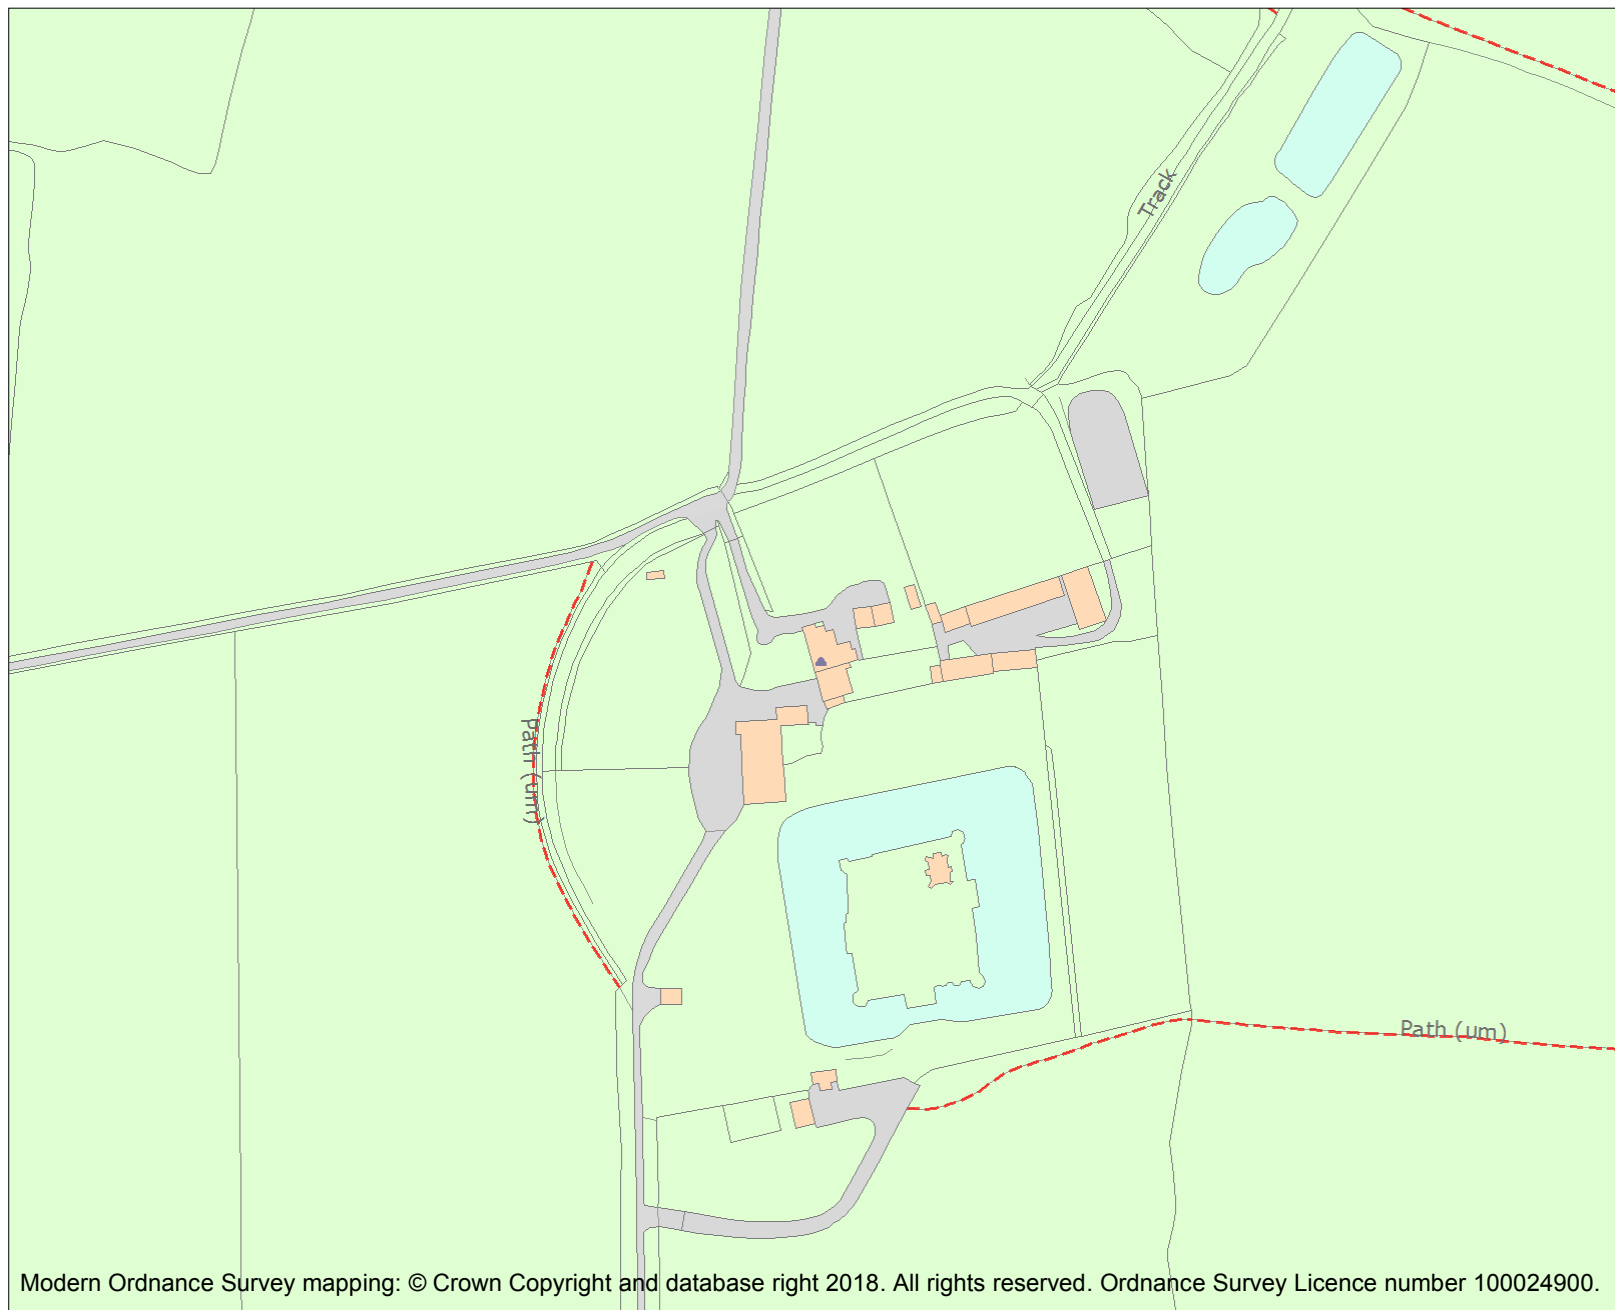 Track
Path (um)
Path (um)
Modern Ordnance Survey mapping: © Crown Copyright and database right 2018. All rights reserved. Ordnance Survey Licence number 100024900.